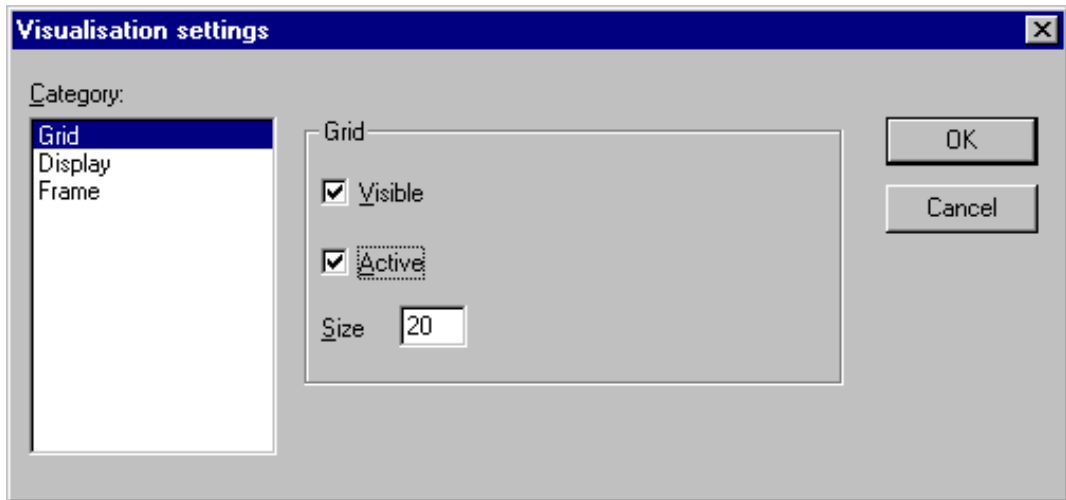 Visualisation settings
Category:
Grid
Display
Frame
Grid
Visible
Active
Size 20
OK
Cancel